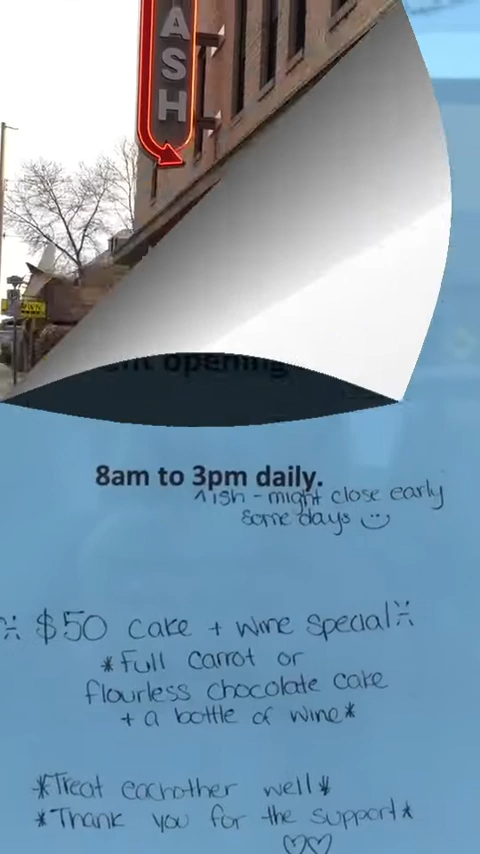 ASH
opening
8am to 3pm daily.
^ish - might close early
some days
$50 cake + wine special
*Full carrot or
flourless chocolate cake
+ a bottle of wine*
*Treat eachother well*
*Thank you for the support*